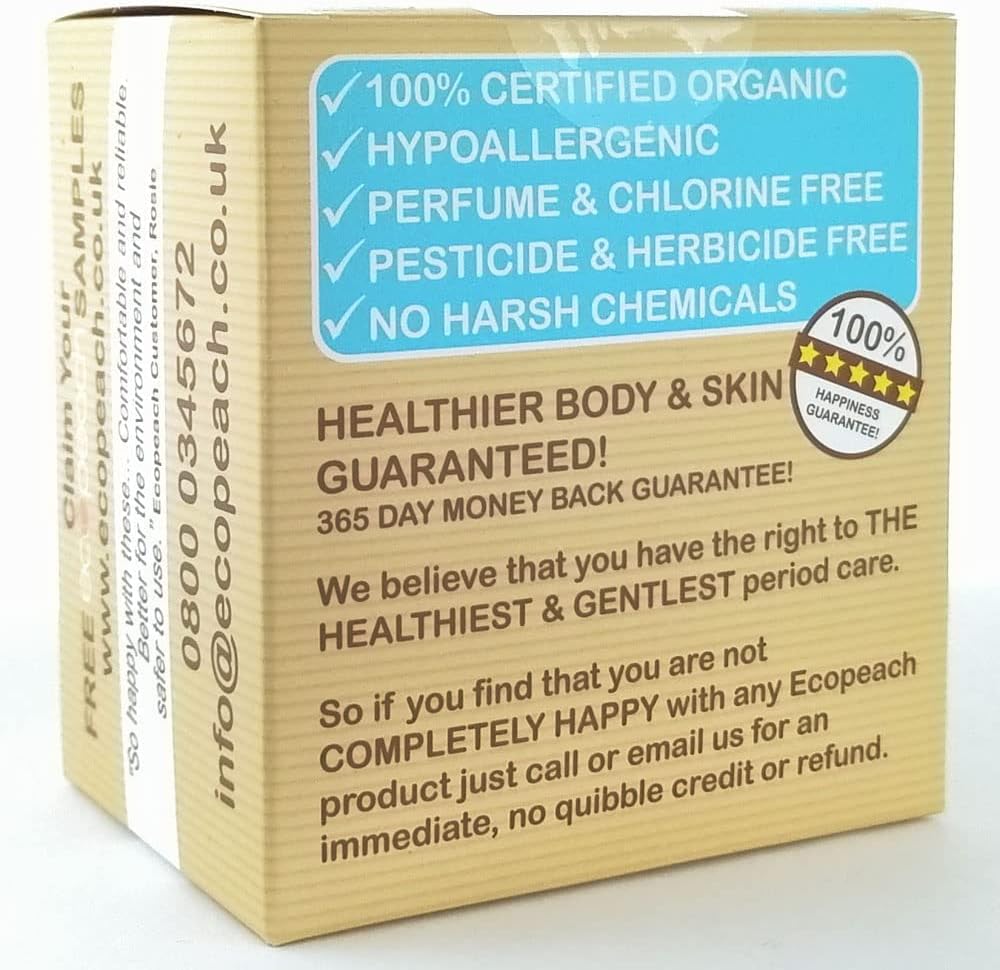 ✓ 100% CERTIFIED ORGANIC
✓ HYPOALLERGENIC
✓ PERFUME & CHLORINE FREE
✓ PESTICIDE & HERBICIDE FREE
✓ NO HARSH CHEMICALS
100%
HAPPINESS
GUARANTEE!
HEALTHIER BODY & SKIN
GUARANTEED!
365 DAY MONEY BACK GUARANTEE!
We believe that you have the right to THE
HEALTHIEST & GENTLEST period care.
So if you find that you are not
COMPLETELY HAPPY with any Ecopeach
product just call or email us for an
immediate, no quibble credit or refund.
Claim Your
FREE ecopeach SAMPLES
www.ecopeach.co.uk
"So happy with these... Comfortable and reliable.
Better for the environment and
safer to use." Ecopeach Customer, Rosie
0800 0345672
info@ecopeach.co.uk